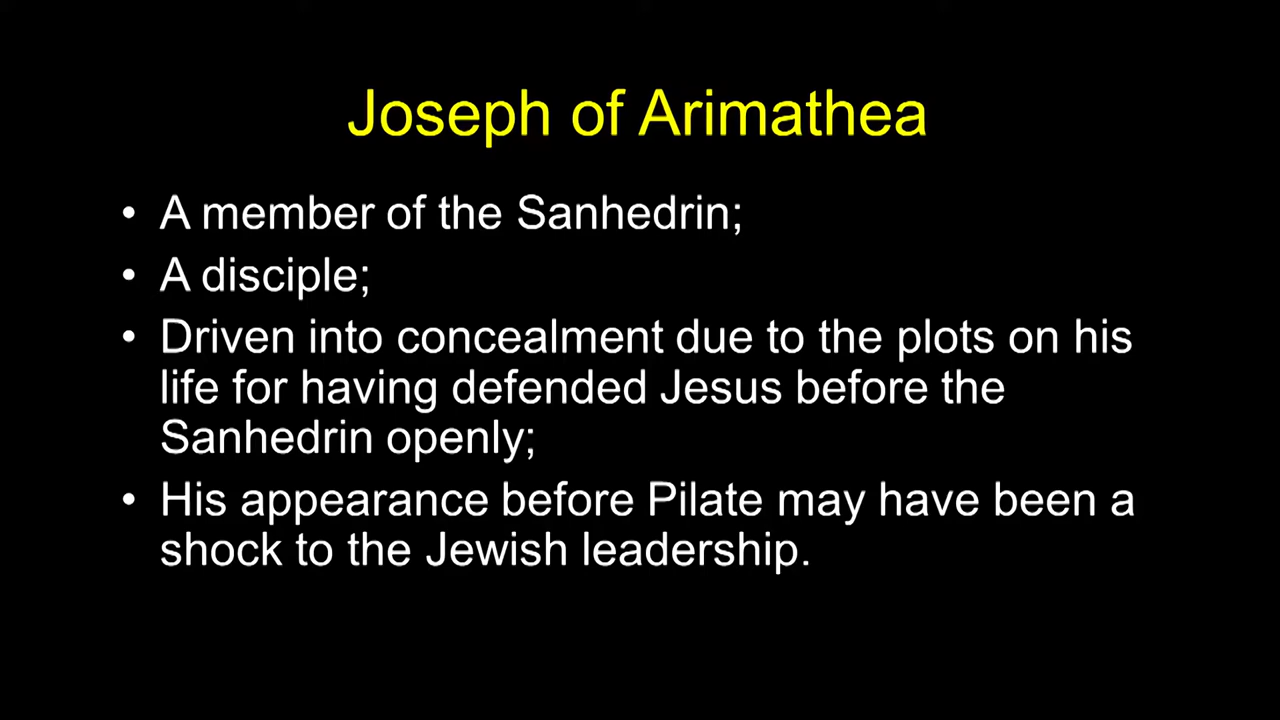 Joseph of Arimathea
• A member of the Sanhedrin;
• A disciple;
• Driven into concealment due to the plots on his
life for having defended Jesus before the
Sanhedrin openly;
• His appearance before Pilate may have been a
shock to the Jewish leadership.